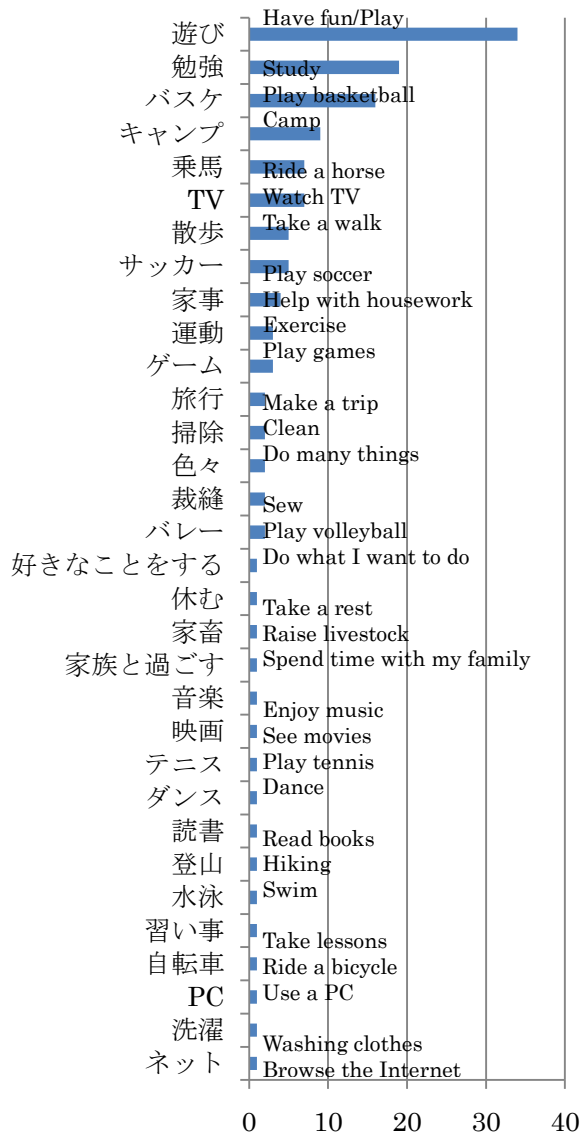 遊び Have fun/Play
勉強 Study
バスケ Play basketball
キャンプ Camp
乗馬 Ride a horse
TV Watch TV
散歩 Take a walk
サッカー Play soccer
家事 Help with housework
運動 Exercise
ゲーム Play games
旅行 Make a trip
掃除 Clean
色々 Do many things
裁縫 Sew
バレー Play volleyball
好きなことをする Do what I want to do
休む Take a rest
家畜 Raise livestock
家族と過ごす Spend time with my family
音楽 Enjoy music
映画 See movies
テニス Play tennis
ダンス Dance
読書 Read books
登山 Hiking
水泳 Swim
習い事 Take lessons
自転車 Ride a bicycle
PC Use a PC
洗濯 Washing clothes
ネット Browse the Internet
0 10 20 30 40